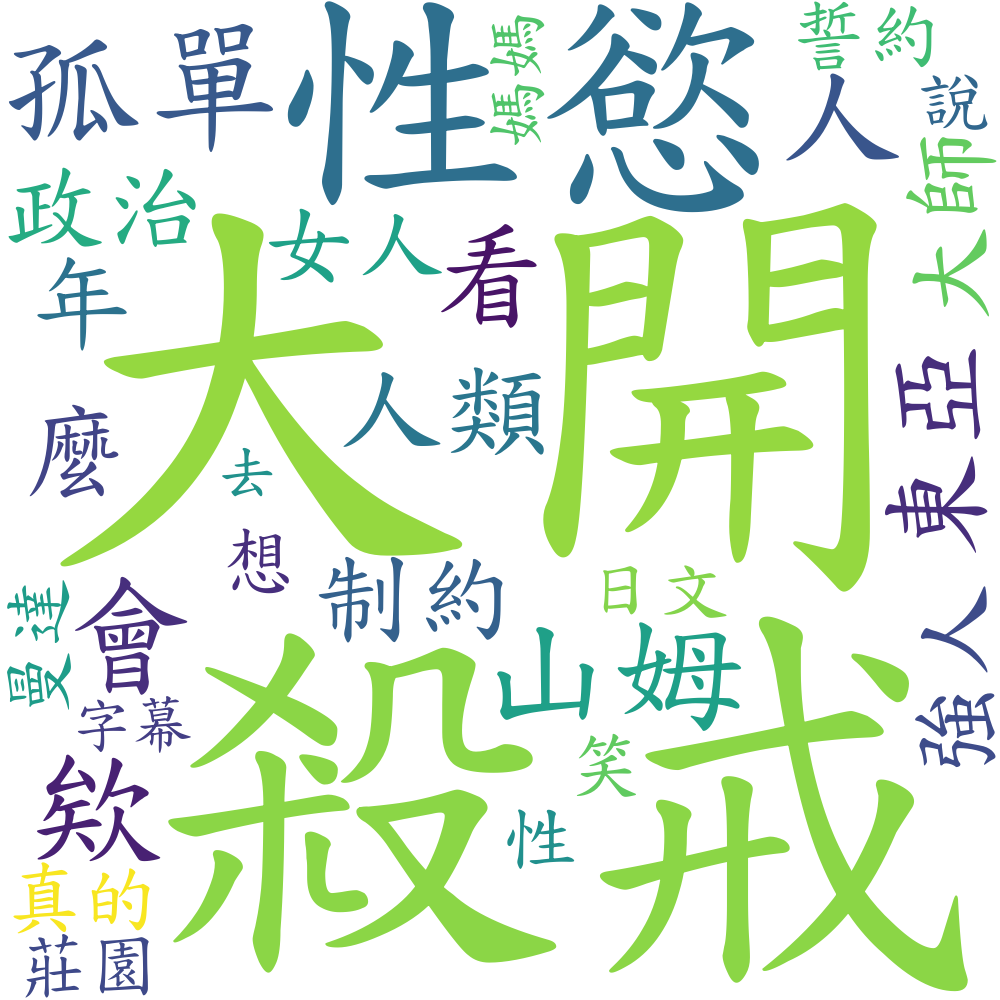 孤單
性慾
媽媽
誓約
人
說
大師
政治
女人
看
年
大開
人類
東亞
麼
去
想
制約
日文
曼達
會
山姆
強人
字幕
殺戒
笑
欸
性
真的
莊園